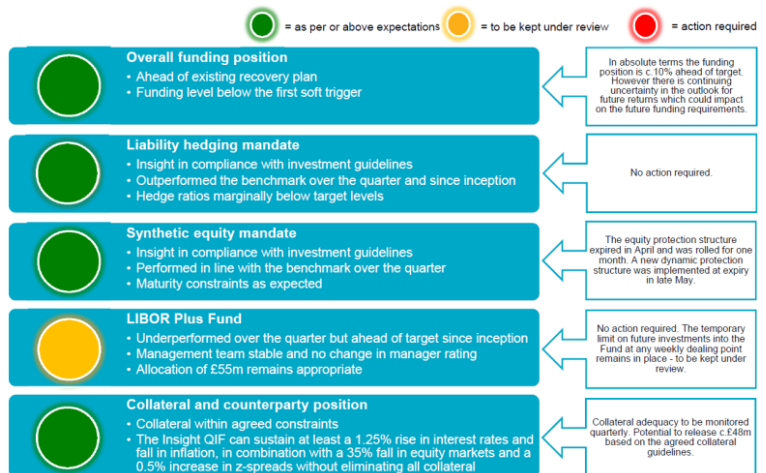 = as per or above expectations = to be kept under review = action required
Overall funding position
• Ahead of existing recovery plan
• Funding level below the first soft trigger
In absolute terms the funding
position is c.10% ahead of target.
However there is continuing
uncertainty in the outlook for
future returns which could impact
on the future funding requirements.
Liability hedging mandate
• Insight in compliance with investment guidelines
• Outperformed the benchmark over the quarter and since inception
• Hedge ratios marginally below target levels
No action required.
Synthetic equity mandate
• Insight in compliance with investment guidelines
• Performed in line with the benchmark over the quarter
• Maturity constraints as expected
The equity protection structure
expired in April and was rolled for one
month. A new dynamic protection
structure was implemented at expiry
in late May.
LIBOR Plus Fund
• Underperformed over the quarter but ahead of target since inception
• Management team stable and no change in manager rating
• Allocation of £55m remains appropriate
No action required. The temporary
limit on future investments into the
Fund at any weekly dealing point
remains in place - to be kept under
review.
Collateral and counterparty position
• Collateral within agreed constraints
• The Insight QIF can sustain at least a 1.25% rise in interest rates and
fall in inflation, in combination with a 35% fall in equity markets and a
0.5% increase in z-spreads without eliminating all collateral
Collateral adequacy to be monitored
quarterly. Potential to release c.£48m
based on the agreed collateral
guidelines.